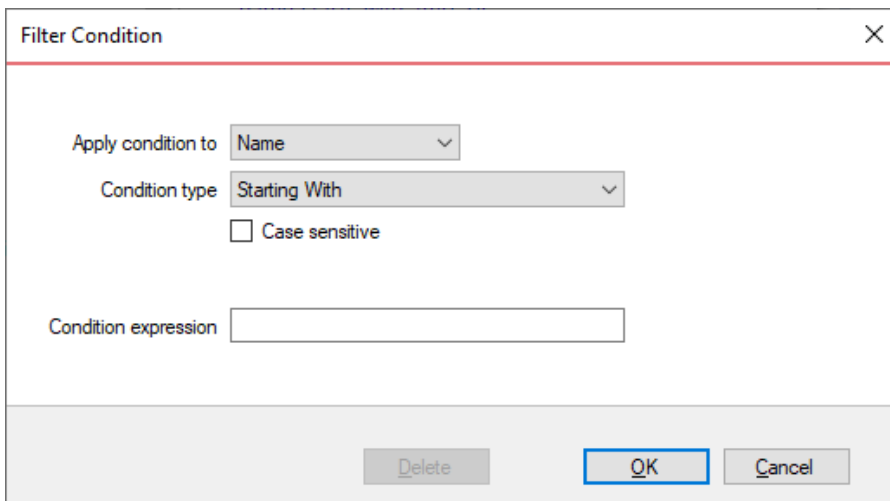 Filter Condition
Apply condition to Name
Condition type Starting With
Case sensitive
Condition expression
Delete OK Cancel